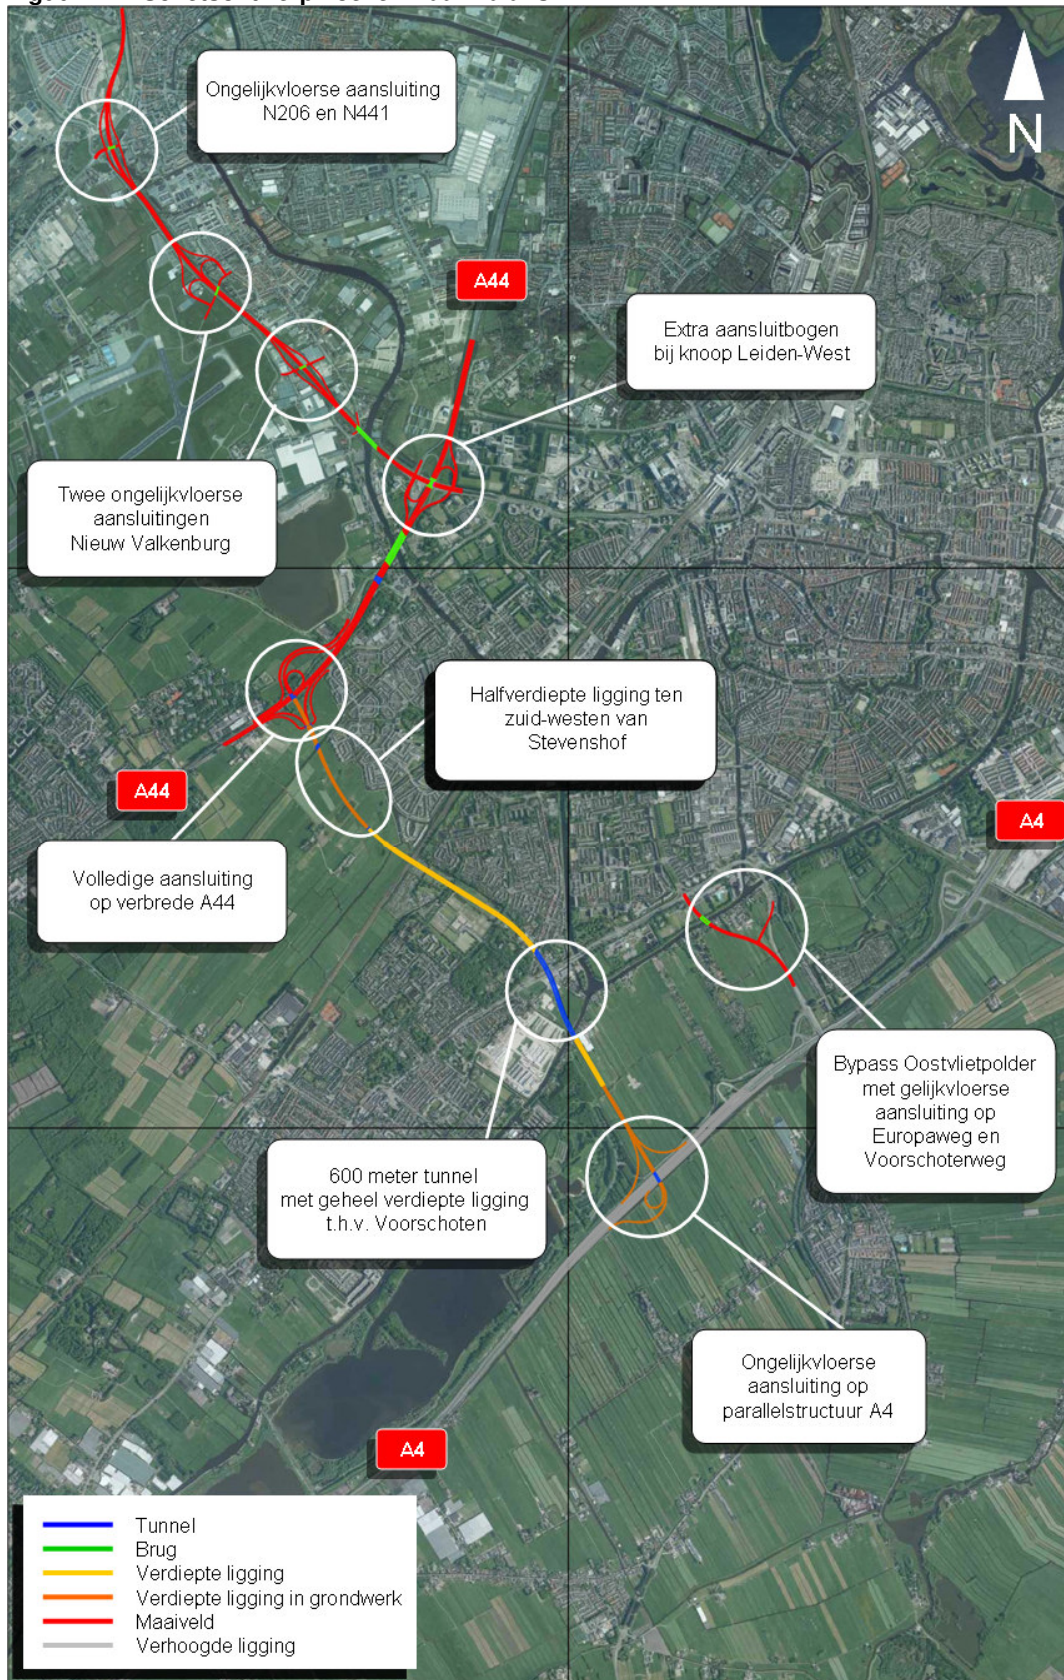 Ongelijkvloerse aansluiting
N206 en N441
N
A44
Extra aansluitbogen
bij knoop Leiden-West
Twee ongelijkvloerse
aansluitingen
Nieuw Valkenburg
Halfverdiepte ligging ten
zuid-westen van
Stevenshof
A44
A4
Volledige aansluiting
op verbrede A44
Bypass Oostvlietpolder
met gelijkvloerse
aansluiting op
Europaweg en
Voorschoterweg
600 meter tunnel
met geheel verdiepte ligging
t.h.v. Voorschoten
Ongelijkvloerse
aansluiting op
parallelstructuur A4
A4
Tunnel
Brug
Verdiepte ligging
Verdiepte ligging in grondwerk
Maaiveld
Verhoogde ligging